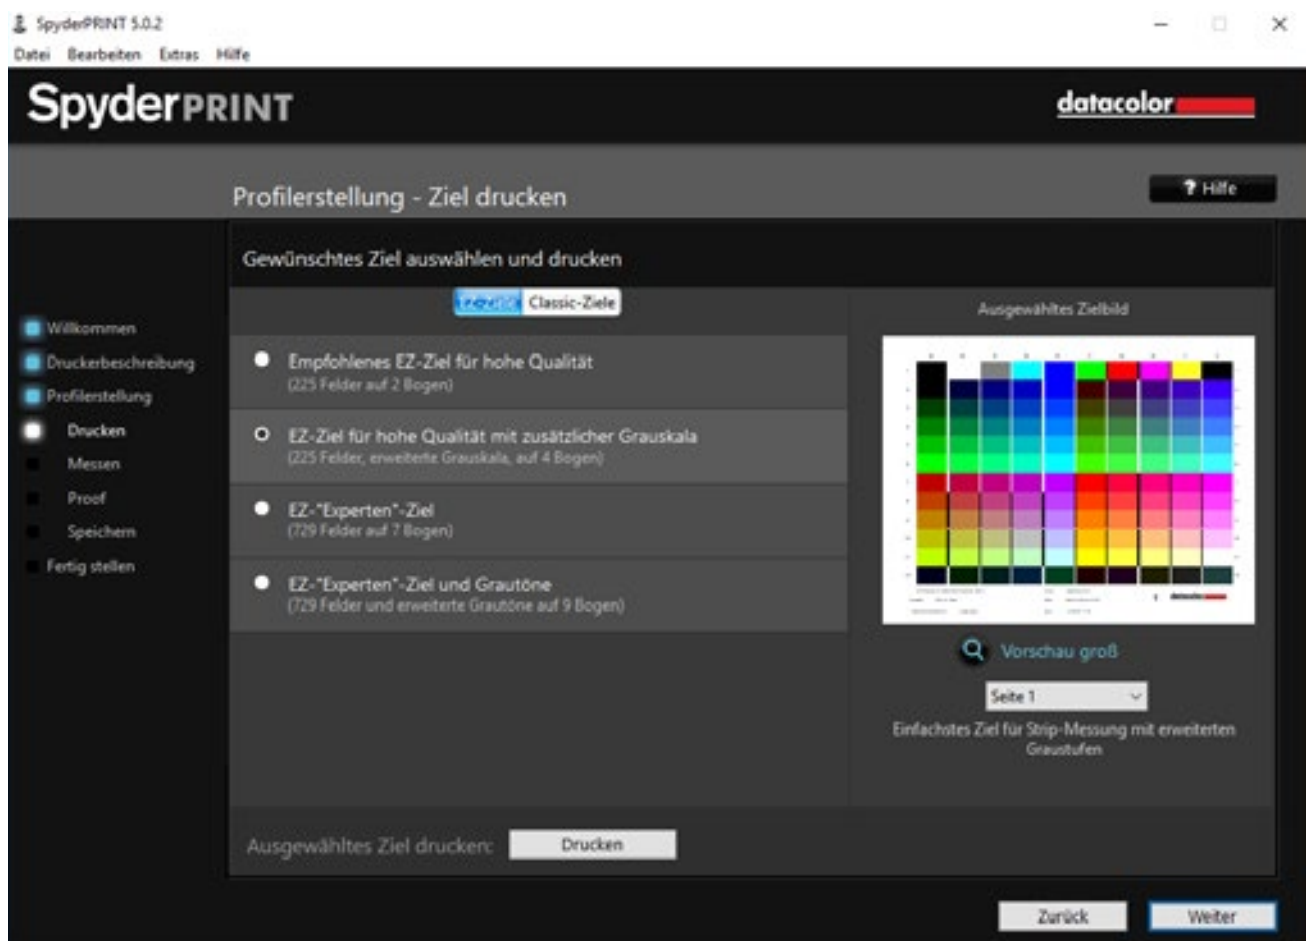 SpyderPRINT 5.0.2
Datei Bearbeiten Extras Hilfe
SpyderPRINT
datacolor
Profilerstellung - Ziel drucken
? Hilfe
Gewünschtes Ziel auswählen und drucken
Classic-Ziele
Ausgewähltes Zielbild
Willkommen
Druckerbeschreibung
Profilerstellung
Drucken
Messen
Proof
Speichern
Fertig stellen
Empfohlenes EZ-Ziel für hohe Qualität
(225 Felder auf 2 Bogen)
EZ-Ziel für hohe Qualität mit zusätzlicher Grauskala
(225 Felder, erweiterte Grauskala, auf 4 Bogen)
EZ-"Experten"-Ziel
(729 Felder auf 7 Bogen)
EZ-"Experten"-Ziel und Grautöne
(729 Felder und erweiterte Grautöne auf 9 Bogen)
datacolor
Vorschau groß
Seite 1
Einfachstes Ziel für Strip-Messung mit erweiterten
Graustufen
Ausgewähltes Ziel drucken:
Drucken
Zurück
Weiter